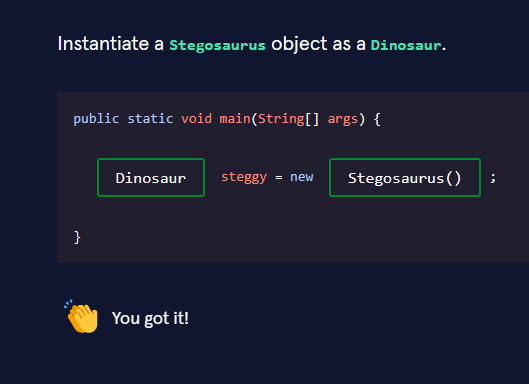 Instantiate a Stegosaurus object as a Dinosaur.
public static void main(String[] args) {
Dinosaur steggy = new Stegosaurus() ;
}
You got it!